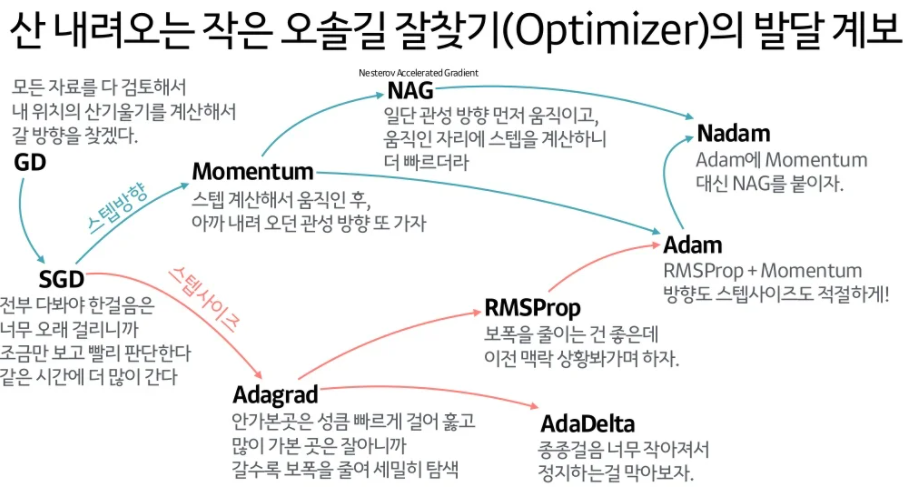 산 내려오는 작은 오솔길 잘찾기(Optimizer)의 발달 계보
모든 자료를 다 검토해서
내 위치의 산기울기를 계산해서
갈 방향을 찾겠다.
GD
스텝방향
Momentum
스텝 계산해서 움직인 후,
아까 내려 오던 관성 방향 또 가자
Nesterov Accelerated Gradient
NAG
일단 관성 방향 먼저 움직이고,
움직인 자리에 스텝을 계산하니
더 빠르더라
Nadam
Adam에 Momentum
대신 NAG를 붙이자.
Adam
RMSProp + Momentum
방향도 스텝사이즈도 적절하게!
SGD
전부 다봐야 한걸음은
너무 오래 걸리니까
조금만 보고 빨리 판단한다
같은 시간에 더 많이 간다
스텝사이즈
RMSProp
보폭을 줄이는 건 좋은데
이전 맥락 상황봐가며 하자.
Adagrad
안가본곳은 성큼 빠르게 걸어 훓고
많이 가본 곳은 잘아니까
갈수록 보폭을 줄여 세밀히 탐색
AdaDelta
종종걸음 너무 작아져서
정지하는걸 막아보자.